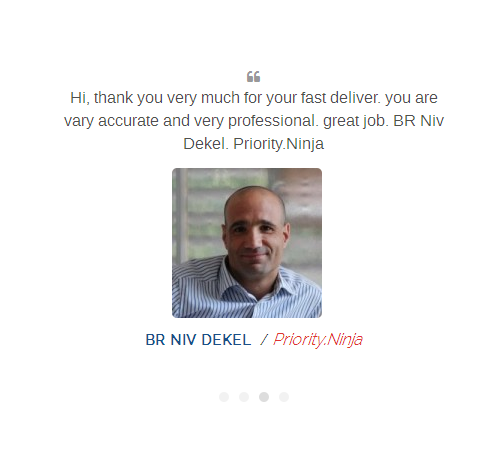 “
Hi, thank you very much for your fast deliver. you are
vary accurate and very professional. great job. BR Niv
Dekel. Priority.Ninja
BR NIV DEKEL / Priority.Ninja